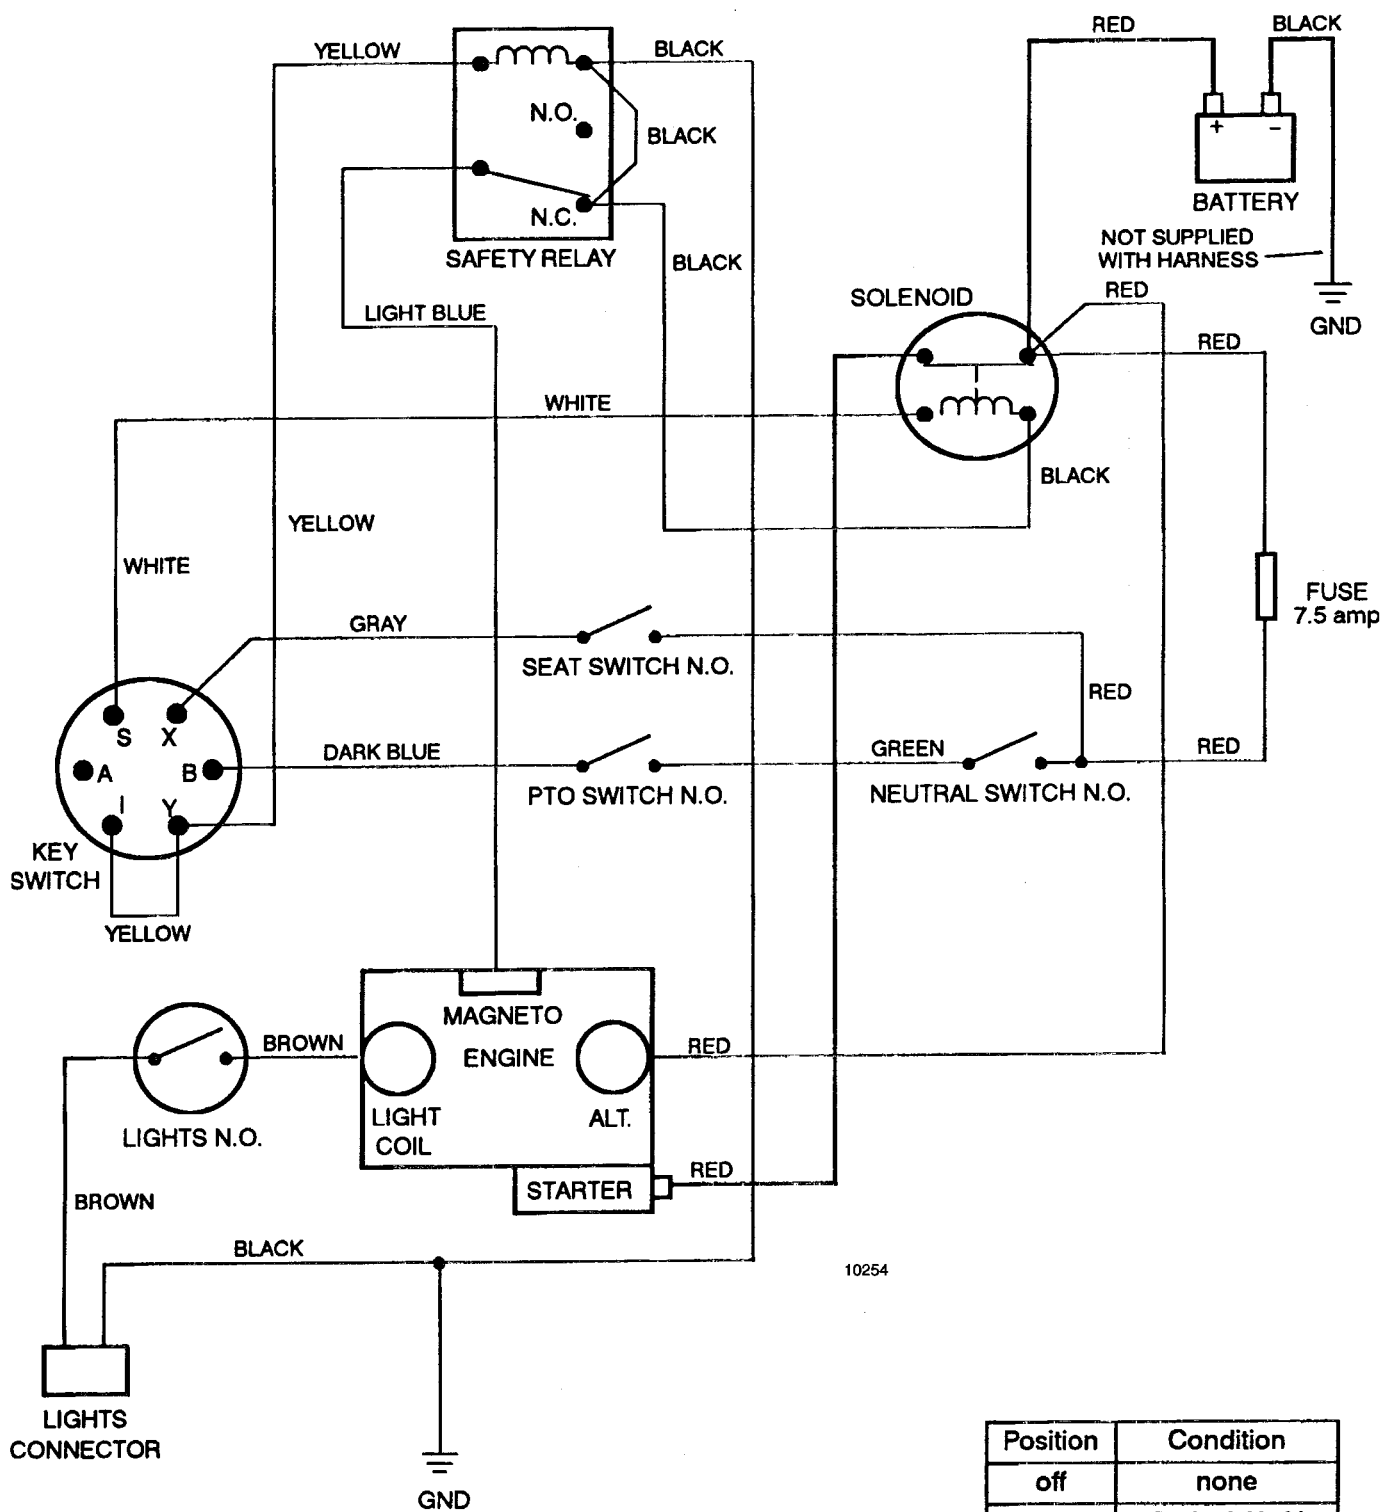 RED
BLACK
YELLOW
BLACK
N.O.
BLACK
+
–
BATTERY
N.C.
SAFETY RELAY
BLACK
NOT SUPPLIED
WITH HARNESS
SOLENOID
RED
GND
LIGHT BLUE
RED
WHITE
BLACK
YELLOW
WHITE
FUSE
7.5 amp
GRAY
SEAT SWITCH N.O.
RED
S X
A B
I Y
DARK BLUE
GREEN
RED
PTO SWITCH N.O.
NEUTRAL SWITCH N.O.
KEY
SWITCH
YELLOW
MAGNETO
BROWN
ENGINE
RED
LIGHTS N.O.
LIGHT
COIL
ALT.
RED
STARTER
BROWN
BLACK
10254
LIGHTS
CONNECTOR
GND
Position Condition
off none